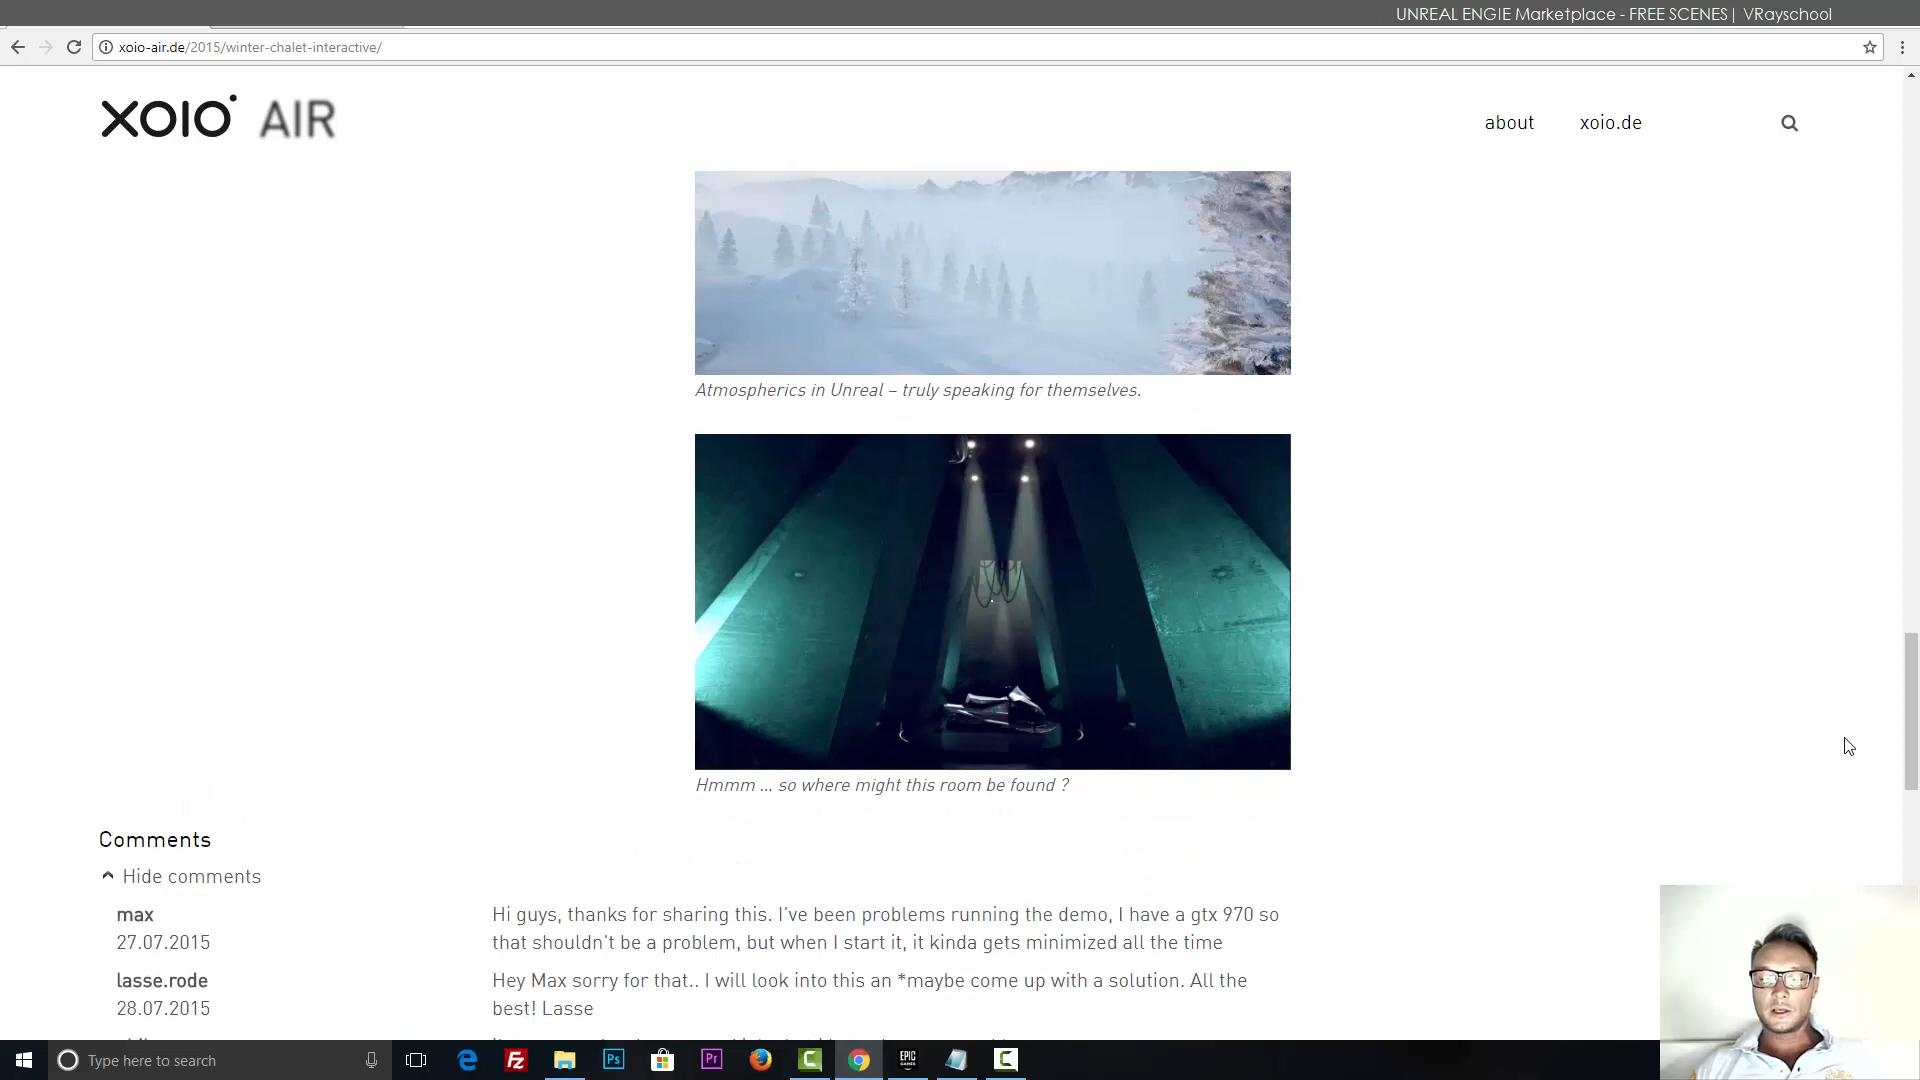 UNREAL ENGIE Marketplace - FREE SCENES | VRayschool
xoio-air.de/2015/winter-chalet-interactive/
XOIO AIR
about xoio.de
Atmospherics in Unreal – truly speaking for themselves.
Hmmm ... so where might this room be found ?
Comments
Hide comments
max
27.07.2015
Hi guys, thanks for sharing this. I've been problems running the demo, I have a gtx 970 so
that shouldn't be a problem, but when I start it, it kinda gets minimized all the time
lasse.rode
28.07.2015
Hey Max sorry for that.. I will look into this an *maybe come up with a solution. All the
best! Lasse
Type here to search
Fz
Ps
Pr
EPIC
GAMES